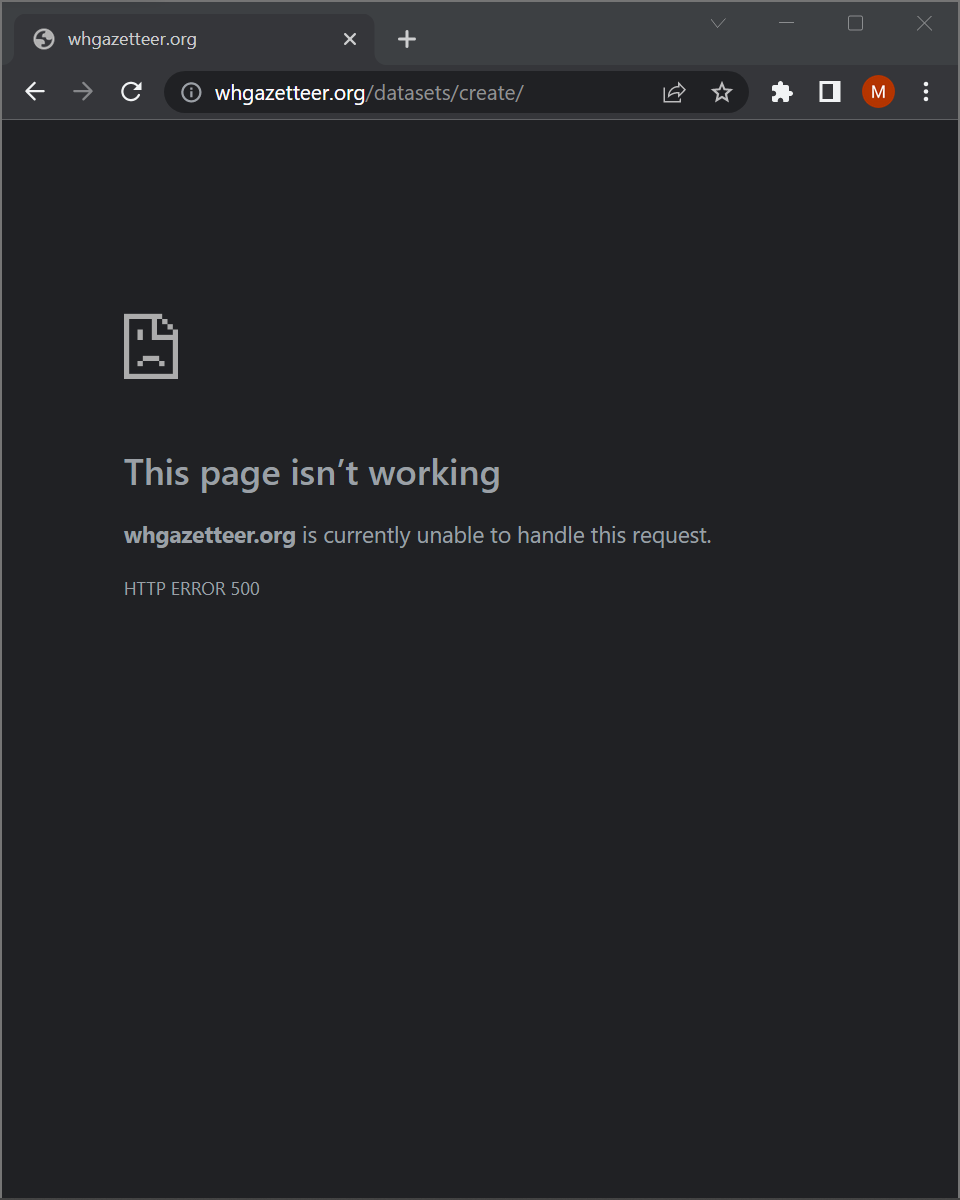 whgazetteer.org
whgazetteer.org/datasets/create/
M
This page isn’t working
whgazetteer.org is currently unable to handle this request.
HTTP ERROR 500